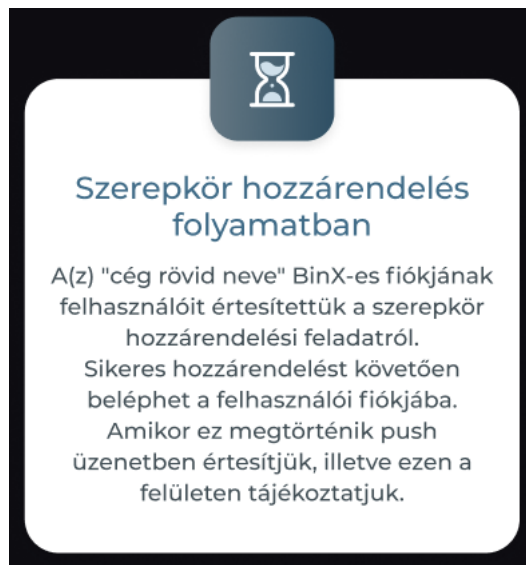 Szerepkör hozzárendelés
folyamatban
A(z) "cég rövid neve" BinX-es fiókjának
felhasználóit értesítettük a szerepkör
hozzárendelési feladatról.
Sikeres hozzárendelést követően
beléphet a felhasználói fiókjába.
Amikor ez megtörténik push
üzenetben értesítjük, illetve ezen a
felületen tájékoztatjuk.